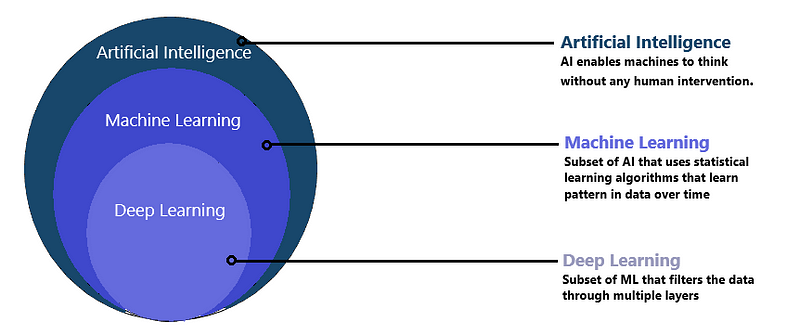 Artificial Intelligence
Machine Learning
Deep Learning
Artificial Intelligence
AI enables machines to think
without any human intervention.
Machine Learning
Subset of AI that uses statistical
learning algorithms that learn
pattern in data over time
Deep Learning
Subset of ML that filters the data
through multiple layers